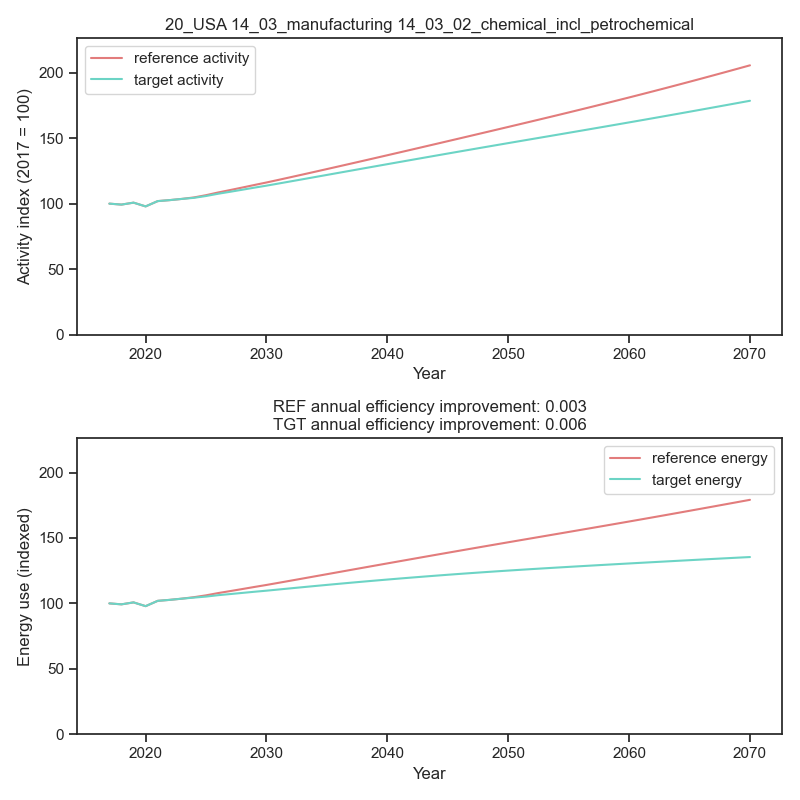 20_USA 14_03_manufacturing 14_03_02_chemical_incl_petrochemical
reference activity
target activity
Activity index (2017 = 100)
200
150
100
50
0
2020 2030 2040 2050 2060 2070
Year
REF annual efficiency improvement: 0.003
TGT annual efficiency improvement: 0.006
reference energy
target energy
Energy use (indexed)
200
150
100
50
0
2020 2030 2040 2050 2060 2070
Year